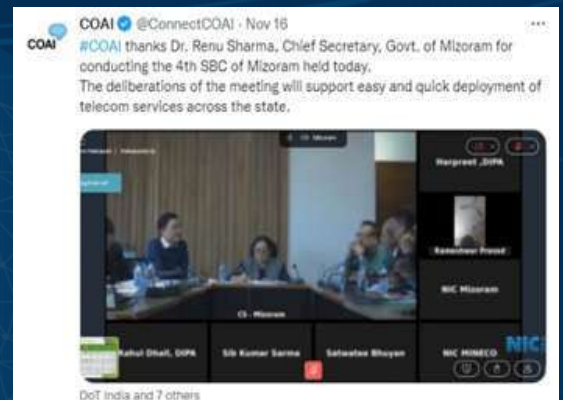 COAI @ConnectCOAI · Nov 16
COAI
#COAI thanks Dr. Renu Sharma, Chief Secretary, Govt. of Mizoram for
conducting the 4th SBC of Mizoram held today.
The deliberations of the meeting will support easy and quick deployment of
telecom services across the state.
CS - Mizoram
Harpreet ,DIPA
Rameshwar Prasad
NIC Mizoram
CS - Mizoram
Rahul Dhall, DIPA
Sib Kumar Sarma
Satwatee Bhuyan
NIC MINECO
NIC
DoT India and 7 others